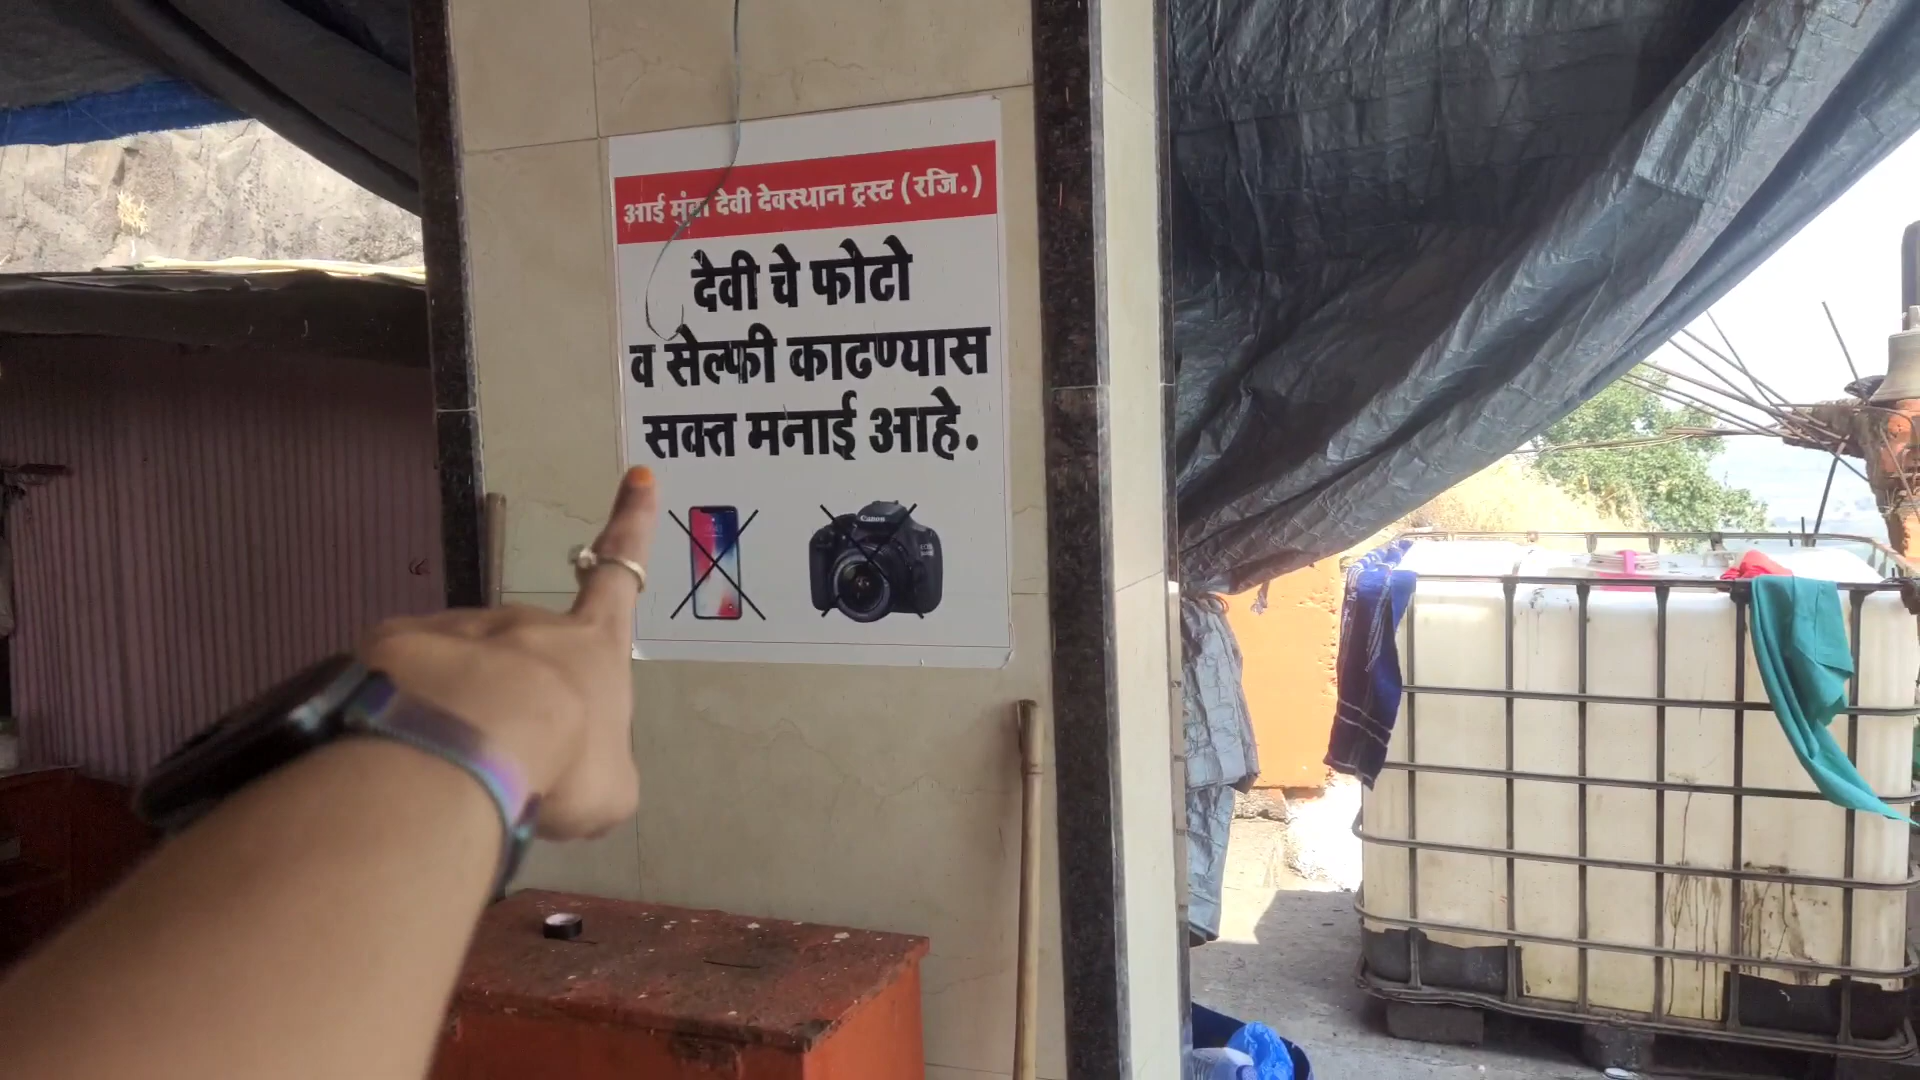 आई मुंब्रा देवी देवस्थान ट्रस्ट (रजि.)
देवी चे फोटो
व सेल्फी काढण्यास
सक्त मनाई आहे.
Canon